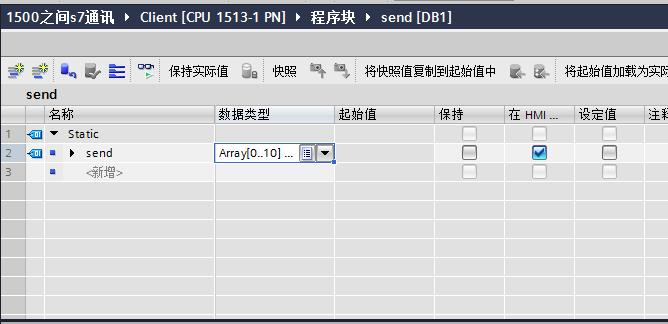 1500之间s7通讯 Client [CPU 1513-1 PN] 程序块 send [DB1]
保持实际值 快照 将快照值复制到起始值中 将起始值加载为实际
send
名称 数据类型 起始值 保持 在 HMI ... 设定值 注释
1 Static
2 send Array[0..10] ...
3 <新增>